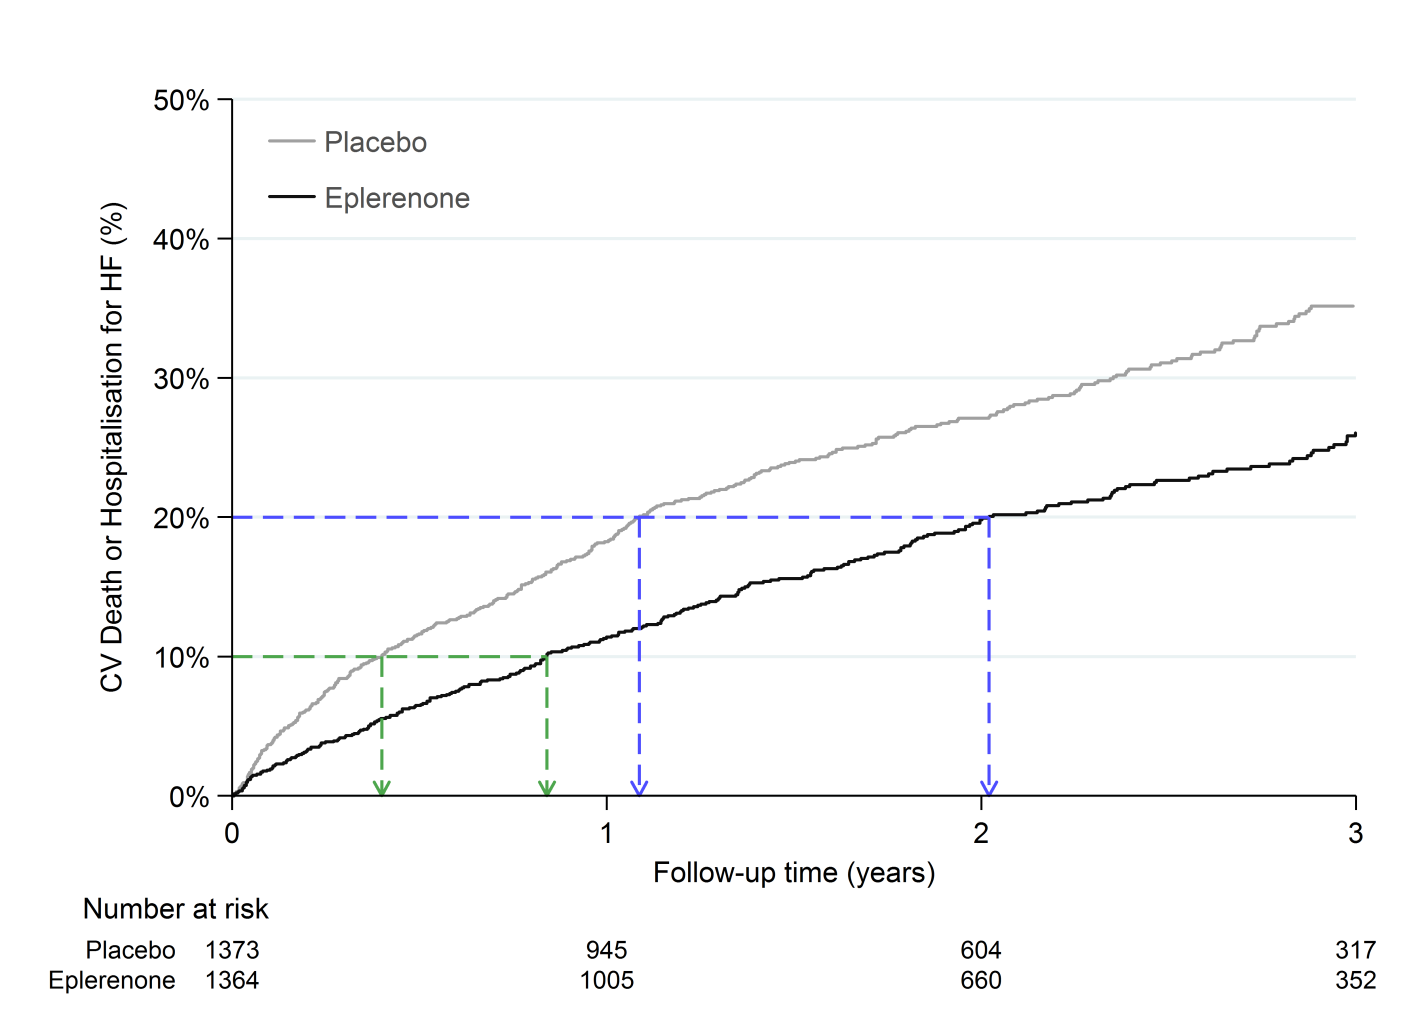 50%
Placebo
Eplerenone
40%
30%
20%
10%
0%
CV Death or Hospitalisation for HF (%)
0 1 2 3
Follow-up time (years)
Number at risk
Placebo 1373 945 604 317
Eplerenone 1364 1005 660 352